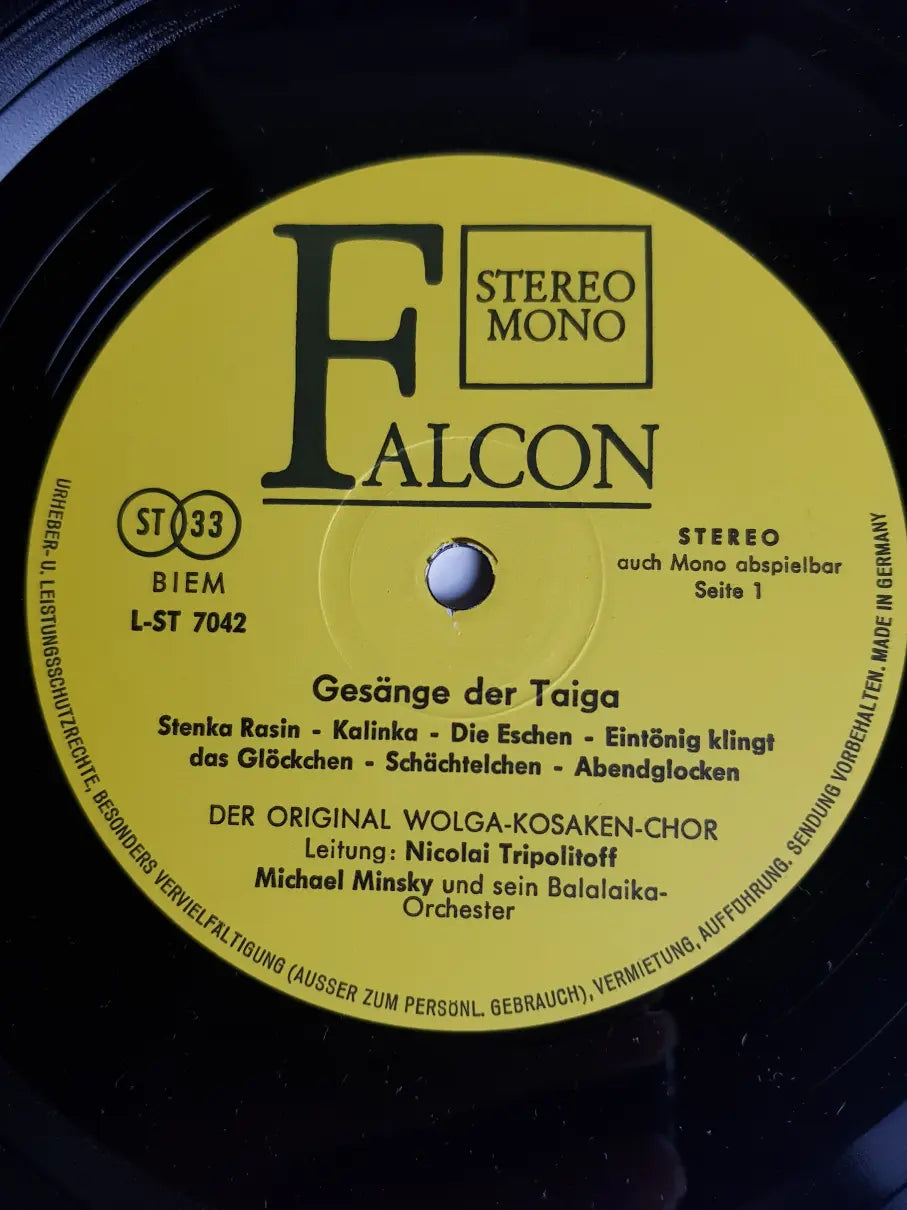 FALCON
STEREO
MONO
ST 33
BIEM
L-ST 7042
STEREO
auch Mono abspielbar
Seite 1
Gesänge der Taiga
Stenka Rasin - Kalinka - Die Eschen - Eintönig klingt
das Glöckchen - Schächtelchen - Abendglocken
DER ORIGINAL WOLGA-KOSAKEN-CHOR
Leitung: Nicolai Tripolitoff
Michael Minsky und sein Balalaika-
Orchester
URHEBER- U. LEISTUNGSSCHUTZRECHTE, BESONDERS VERVIELFÄLTIGUNG (AUSSER ZUM PERSÖNL. GEBRAUCH), VERMIETUNG, AUFFÜHRUNG. SENDUNG VORBEHALTEN. MADE IN GERMANY